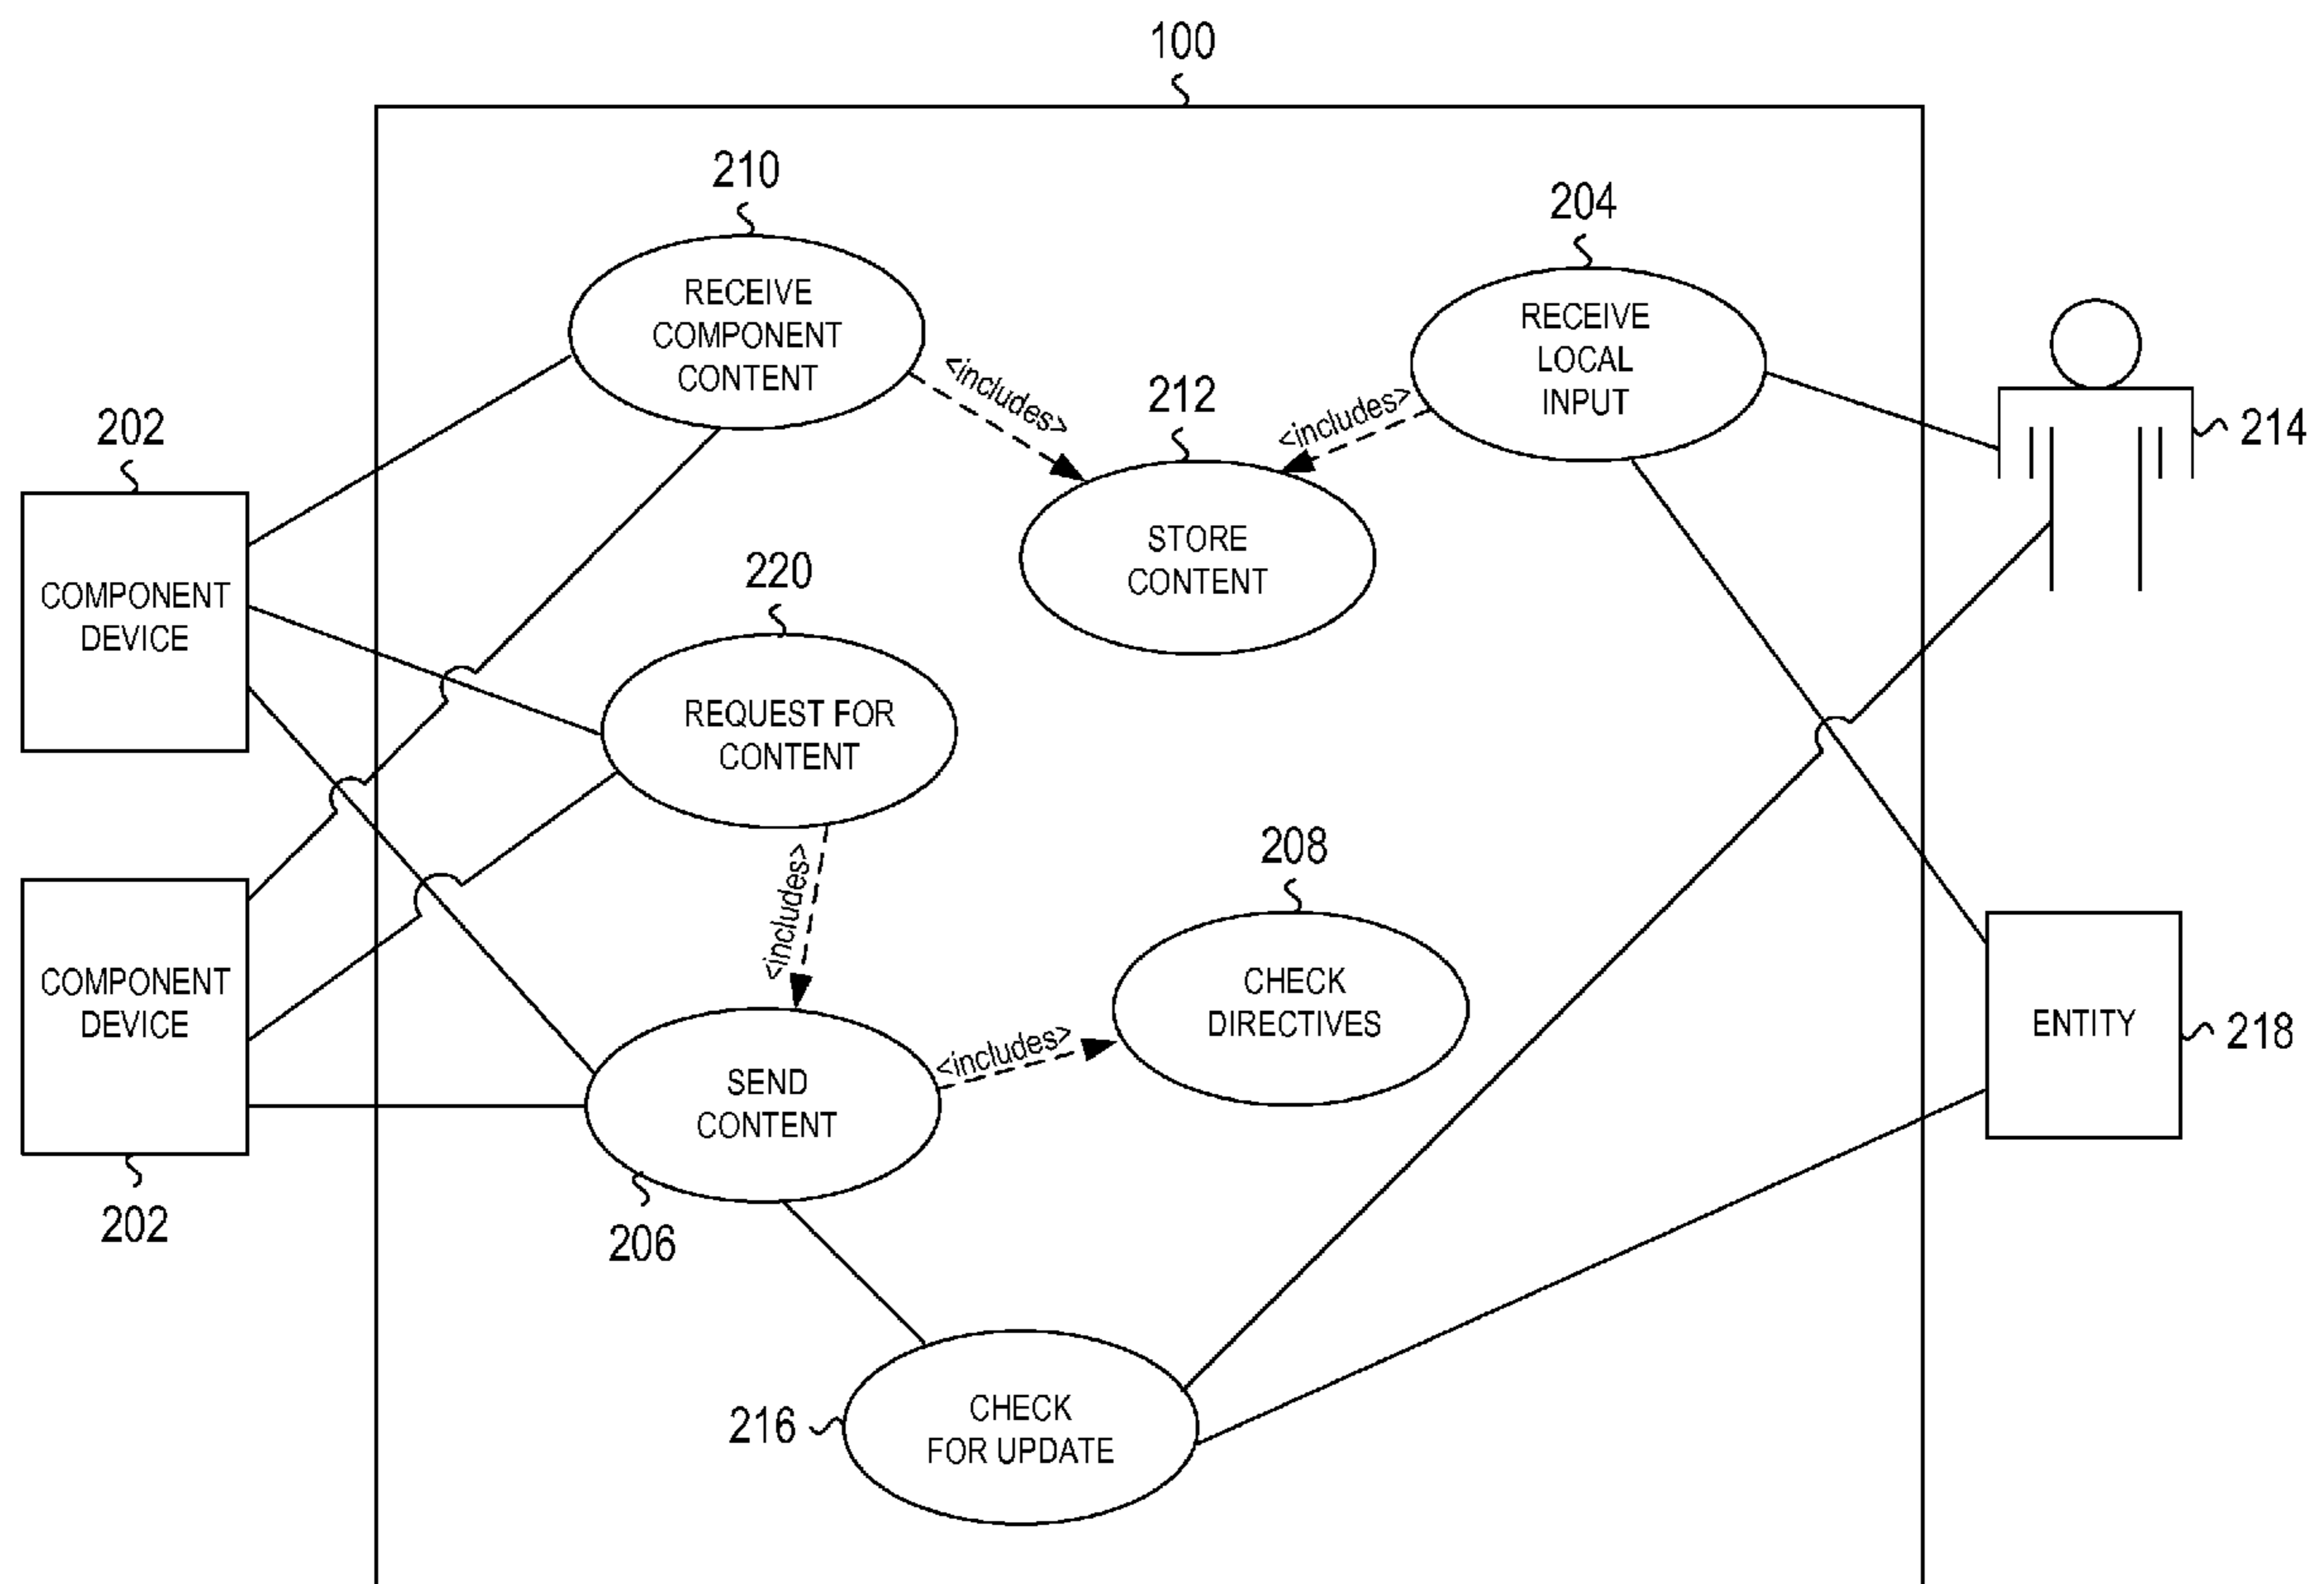 100
210
204
RECEIVE
COMPONENT
CONTENT
RECEIVE
LOCAL
INPUT
<includes>
<includes>
212
202
214
STORE
CONTENT
220
COMPONENT
DEVICE
REQUEST FOR
CONTENT
<includes>
208
COMPONENT
DEVICE
CHECK
DIRECTIVES
ENTITY
218
<includes>
SEND
CONTENT
202
206
216
CHECK
FOR UPDATE